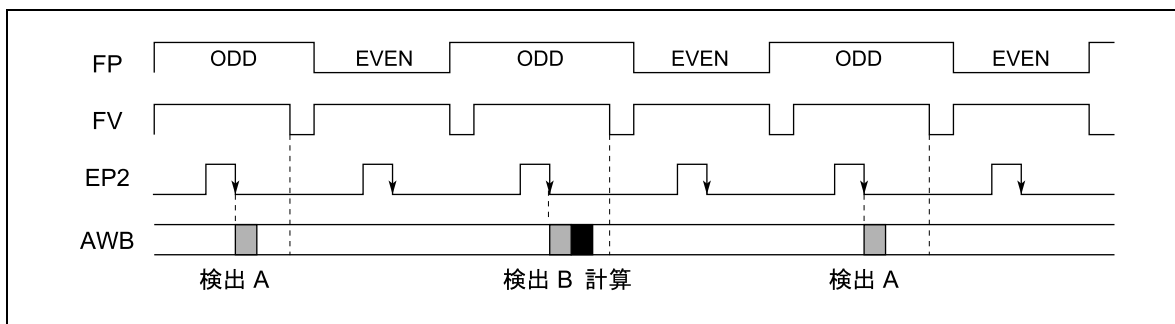 FP ODD EVEN ODD EVEN ODD EVEN
FV
EP2
AWB
検出 A 検出 B 計算 検出 A